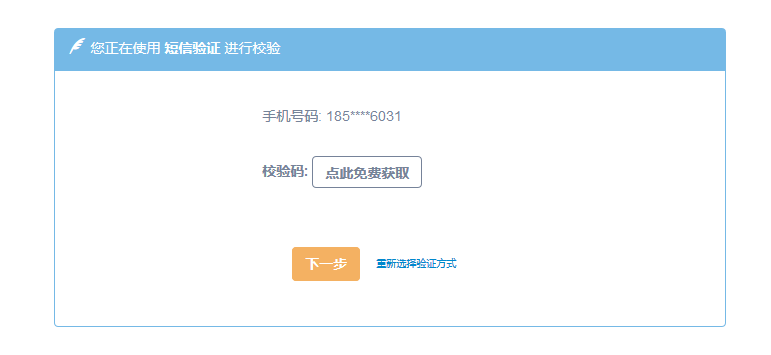 您正在使用 短信验证 进行校验
手机号码: 185****6031
校验码: 点此免费获取
下一步 重新选择验证方式